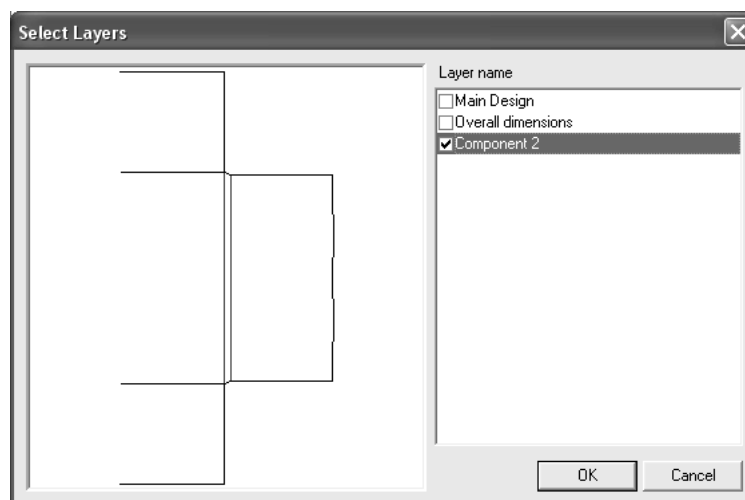 Select Layers
Layer name
Main Design
Overall dimensions
Component 2
OK
Cancel